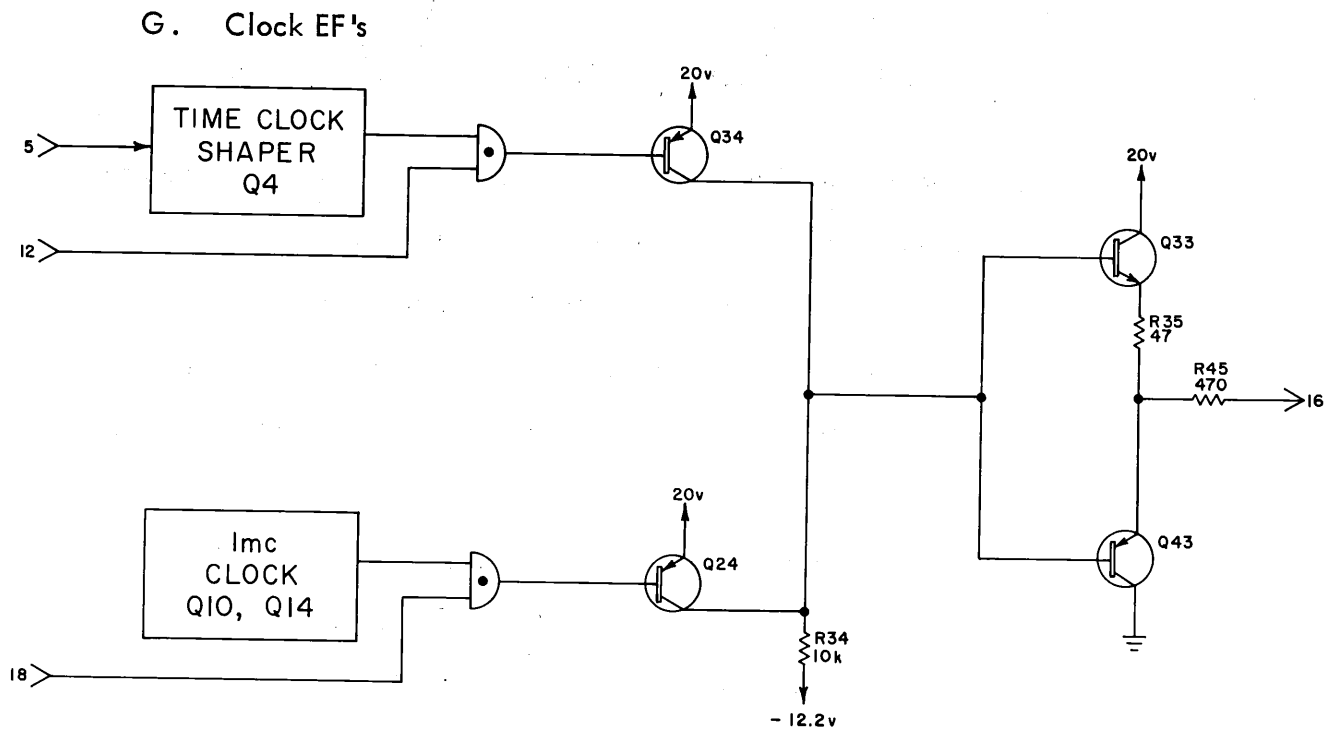 G. Clock EF's
20v
TIME CLOCK
SHAPER
Q4
5
Q34
12
20v
Q33
R35
47
R45
470
16
20v
1mc
CLOCK
Q10, Q14
Q24
Q43
18
R34
10k
- 12.2v